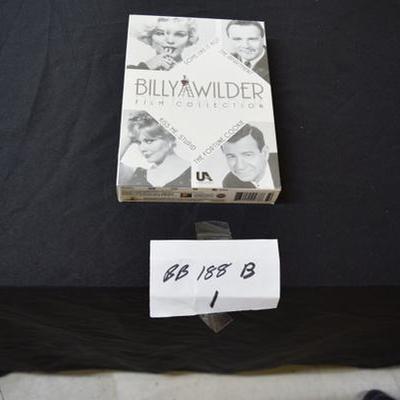 SOME LIKE IT HOT
THE APARTMENT
BILLY WILDER
FILM COLLECTION
KISS ME, STUPID
THE FORTUNE COOKIE
UA
BB 188 B
1